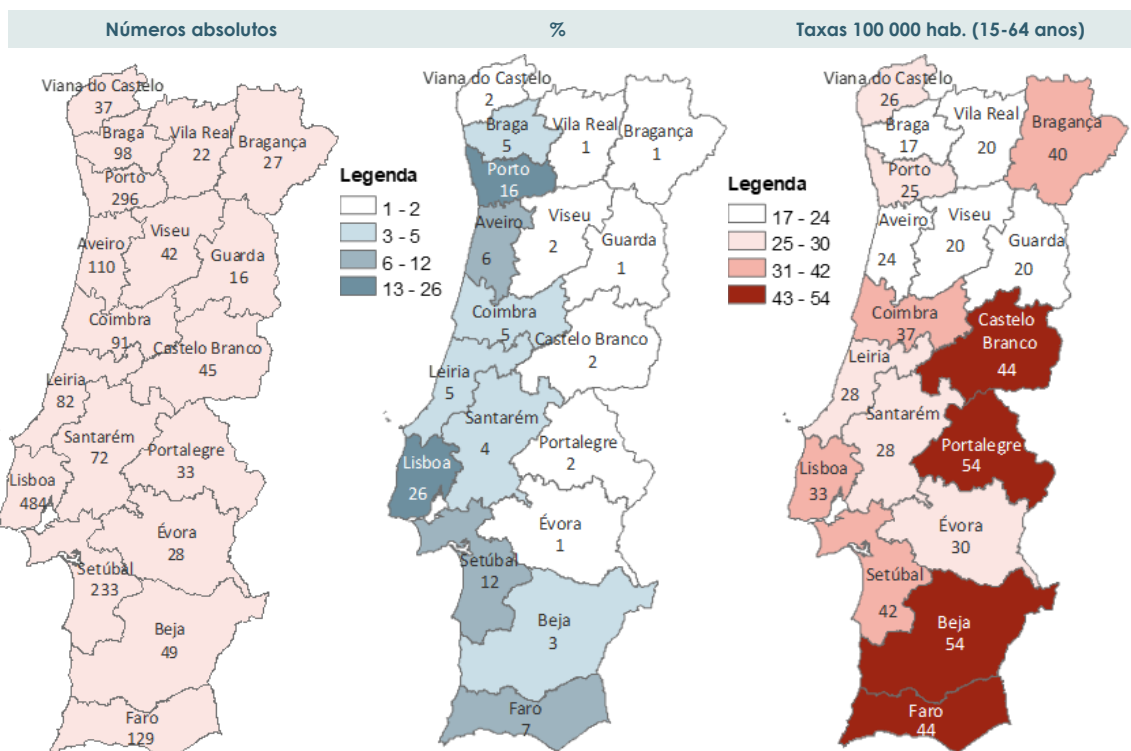 Números absolutos
%
Taxas 100 000 hab. (15-64 anos)
Viana do Castelo
37
Braga
98
Vila Real
22
Bragança
27
Porto
296
Aveiro
110
Viseu
42
Guarda
16
Coimbra
91
Castelo Branco
45
Leiria
82
Santarém
72
Portalegre
33
Lisboa
484
Évora
28
Setúbal
233
Beja
49
Faro
129
Legenda
1 - 2
3 - 5
6 - 12
13 - 26
Viana do Castelo
2
Braga
5
Vila Real
1
Bragança
1
Porto
16
Aveiro
6
Viseu
2
Guarda
1
Coimbra
5
Castelo Branco
2
Leiria
5
Santarém
4
Portalegre
2
Lisboa
26
Évora
1
Setúbal
12
Beja
3
Faro
7
Legenda
17 - 24
25 - 30
31 - 42
43 - 54
Viana do Castelo
26
Braga
17
Vila Real
20
Bragança
40
Porto
25
Aveiro
24
Viseu
20
Guarda
20
Coimbra
37
Castelo
Branco
44
Leiria
28
Santarém
28
Portalegre
54
Lisboa
33
Évora
30
Setúbal
42
Beja
54
Faro
44